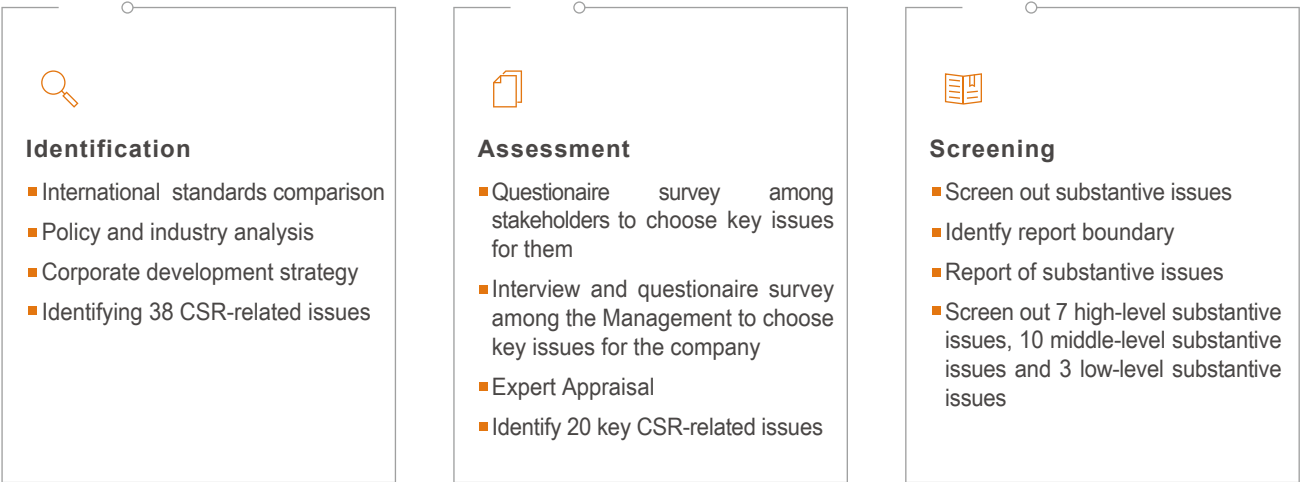 Identification
International standards comparison
Policy and industry analysis
Corporate development strategy
Identifying 38 CSR-related issues
Assessment
Questionaire survey among
stakeholders to choose key issues
for them
Interview and questionaire survey
among the Management to choose
key issues for the company
Expert Appraisal
Identify 20 key CSR-related issues
Screening
Screen out substantive issues
Identfy report boundary
Report of substantive issues
Screen out 7 high-level substantive
issues, 10 middle-level substantive
issues and 3 low-level substantive
issues